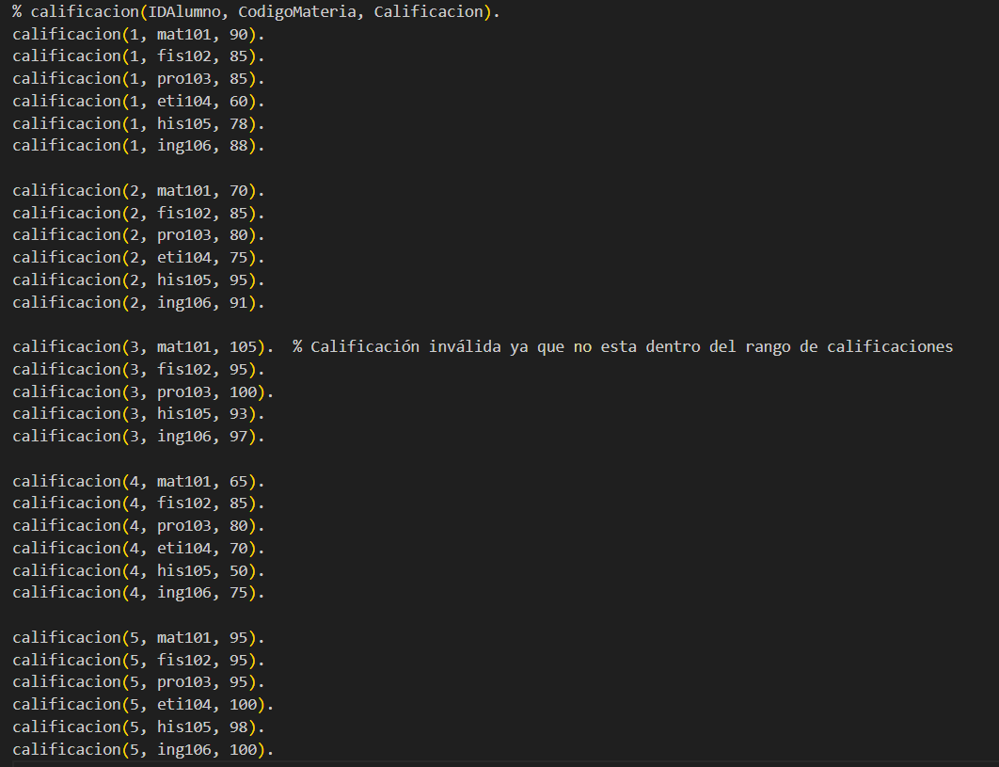 % calificacion(IDAlumno, CodigoMateria, Calificacion).
calificacion(1, mat101, 90).
calificacion(1, fis102, 85).
calificacion(1, pro103, 85).
calificacion(1, eti104, 60).
calificacion(1, his105, 78).
calificacion(1, ing106, 88).
calificacion(2, mat101, 70).
calificacion(2, fis102, 85).
calificacion(2, pro103, 80).
calificacion(2, eti104, 75).
calificacion(2, his105, 95).
calificacion(2, ing106, 91).
calificacion(3, mat101, 105).  % Calificación inválida ya que no esta dentro del rango de calificaciones
calificacion(3, fis102, 95).
calificacion(3, pro103, 100).
calificacion(3, his105, 93).
calificacion(3, ing106, 97).
calificacion(4, mat101, 65).
calificacion(4, fis102, 85).
calificacion(4, pro103, 80).
calificacion(4, eti104, 70).
calificacion(4, his105, 50).
calificacion(4, ing106, 75).
calificacion(5, mat101, 95).
calificacion(5, fis102, 95).
calificacion(5, pro103, 95).
calificacion(5, eti104, 100).
calificacion(5, his105, 98).
calificacion(5, ing106, 100).